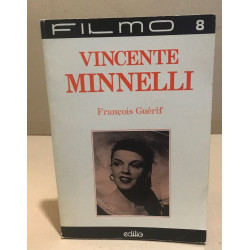 FILMO 8
VINCENTE
MINNELLI
François Guérif
edilig